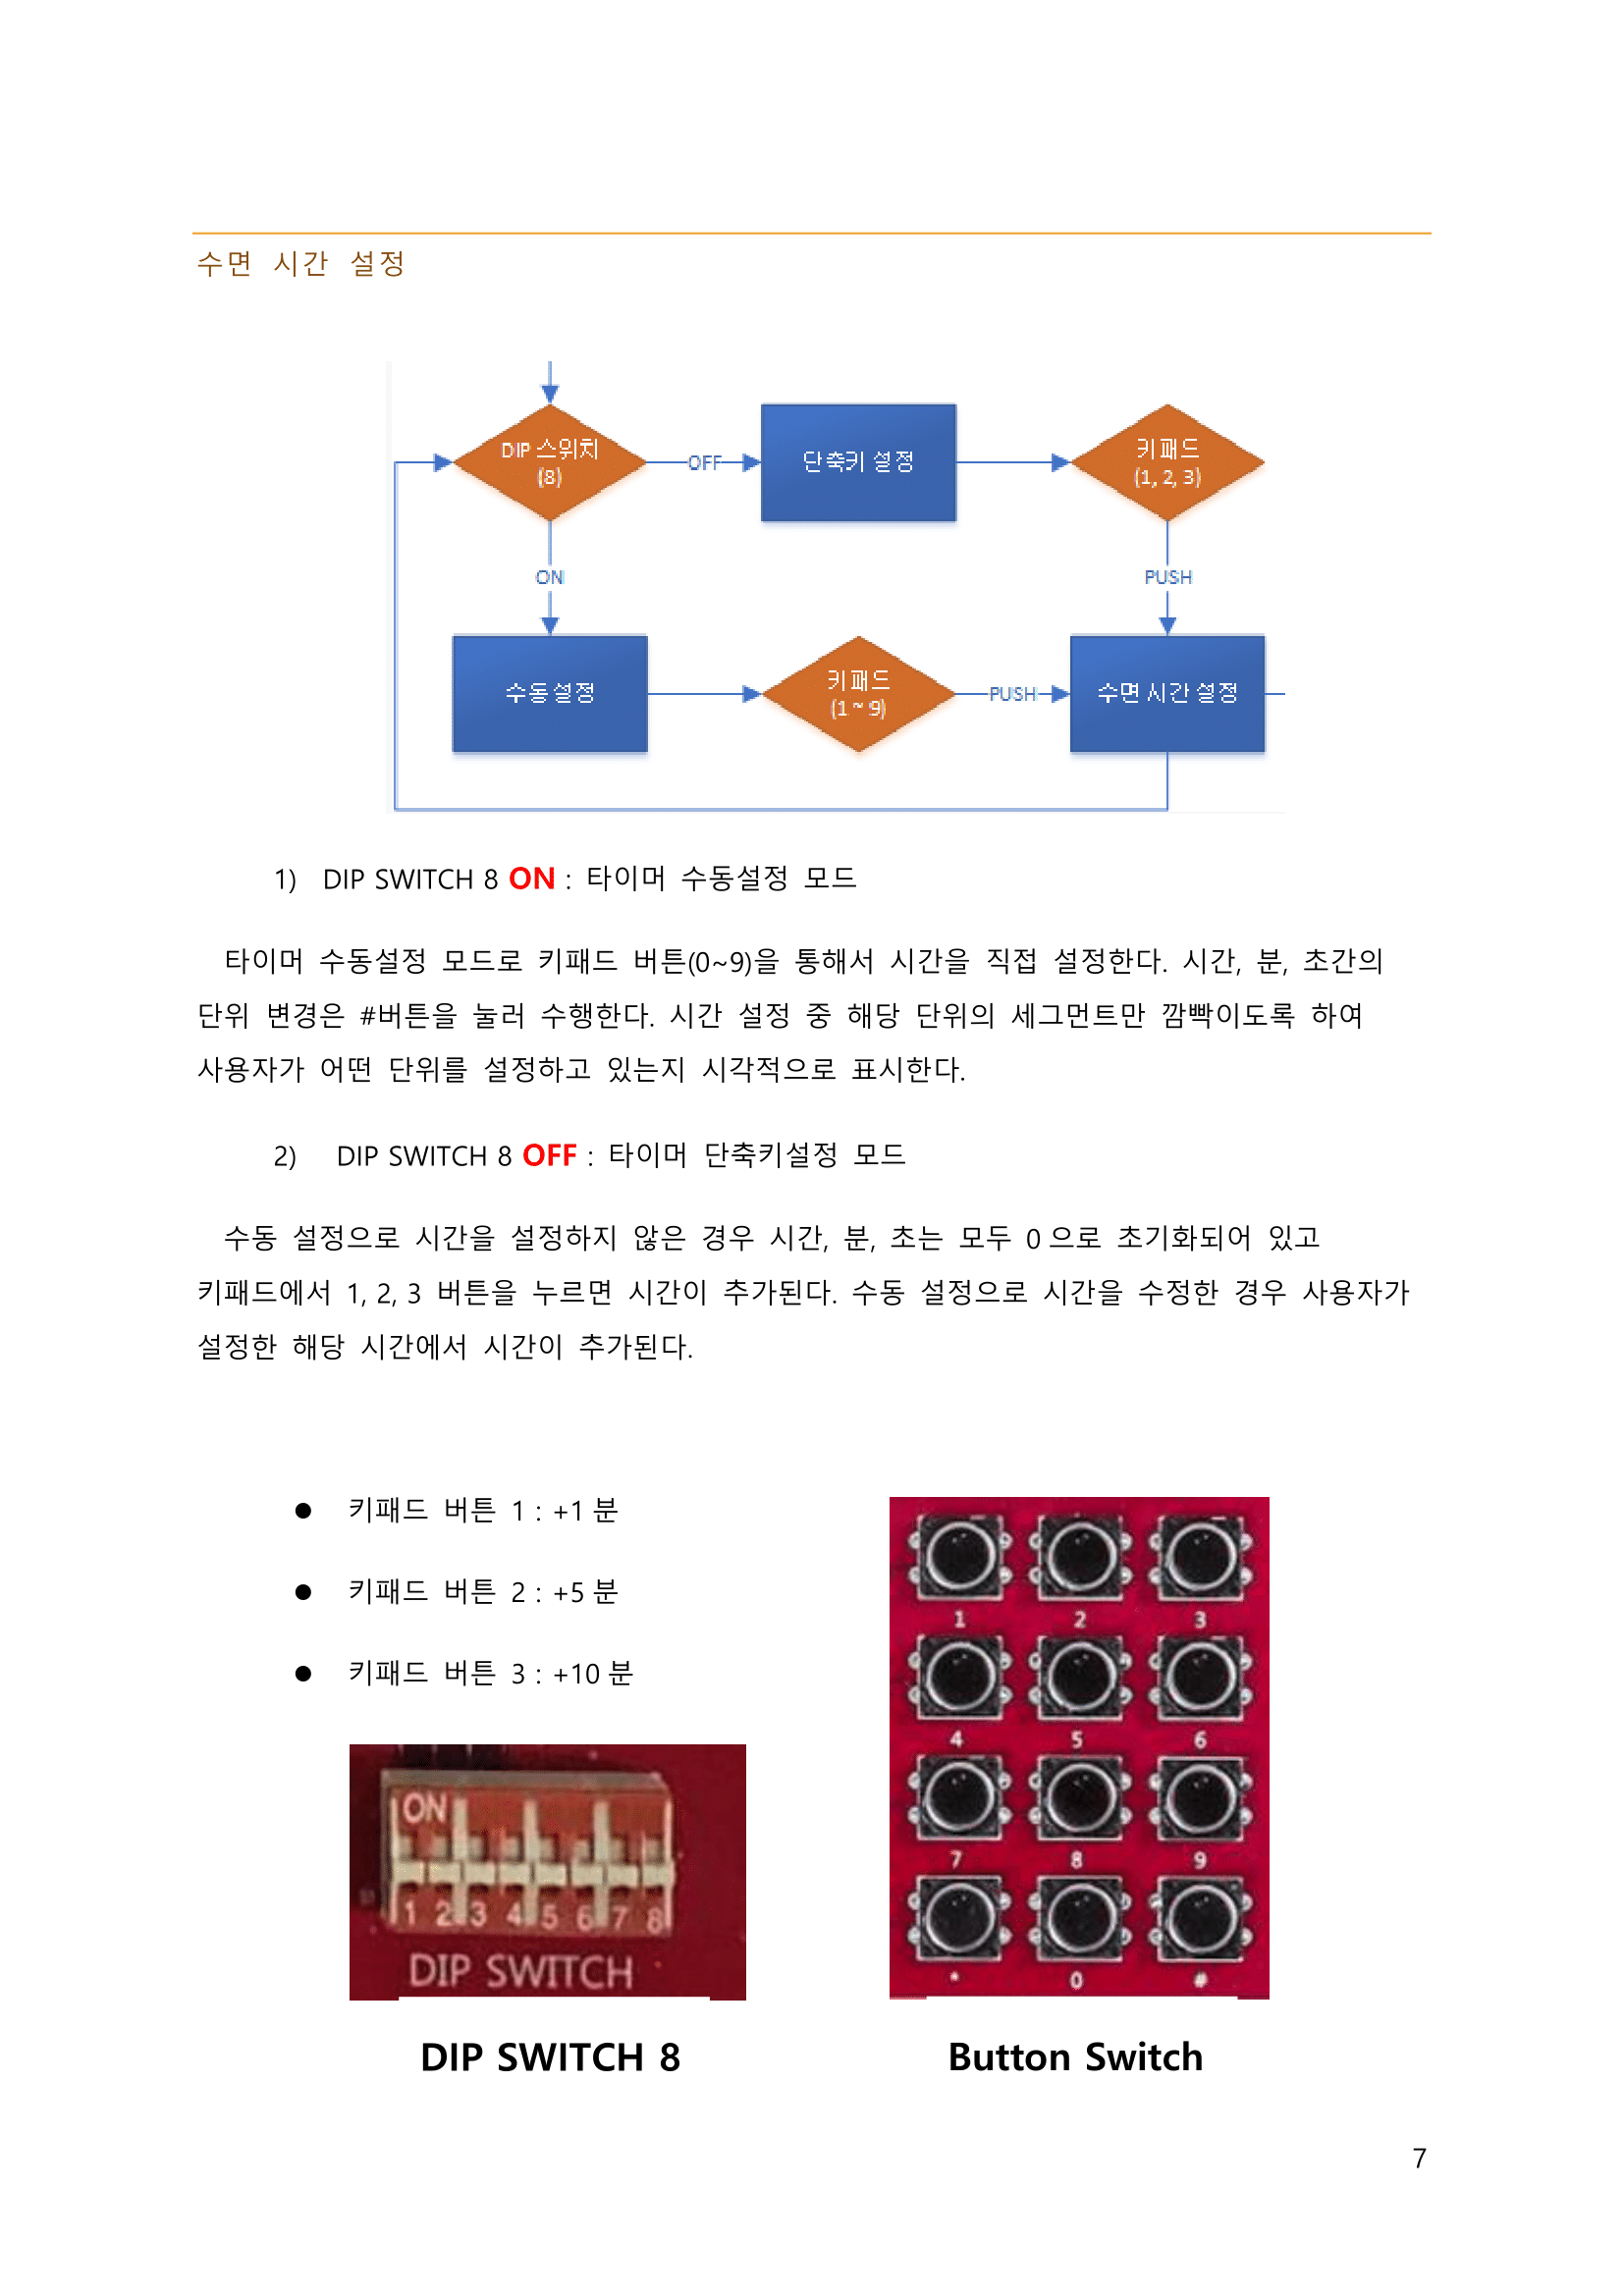 수면 시간 설정
DIP 스위치
(8)
OFF
단축키 설정
키패드
(1, 2, 3)
ON
PUSH
수동설정
키패드
(1 ~ 9)
PUSH
수면 시간 설정
1) DIP SWITCH 8 ON : 타이머 수동설정 모드
타이머 수동설정 모드로 키패드 버튼(0~9)을 통해서 시간을 직접 설정한다. 시간, 분, 초간의
단위 변경은 #버튼을 눌러 수행한다. 시간 설정 중 해당 단위의 세그먼트만 깜빡이도록 하여
사용자가 어떤 단위를 설정하고 있는지 시각적으로 표시한다.
2) DIP SWITCH 8 OFF : 타이머 단축키설정 모드
수동 설정으로 시간을 설정하지 않은 경우 시간, 분, 초는 모두 0으로 초기화되어 있고
키패드에서 1, 2, 3 버튼을 누르면 시간이 추가된다. 수동 설정으로 시간을 수정한 경우 사용자가
설정한 해당 시간에서 시간이 추가된다.
● 키패드 버튼 1 : +1분
● 키패드 버튼 2 : +5분
● 키패드 버튼 3 : +10분
ON
1 2 3 4 5 6 7 8
DIP SWITCH
1 2 3
4 5 6
7 8 9
* 0 #
DIP SWITCH 8
Button Switch
7